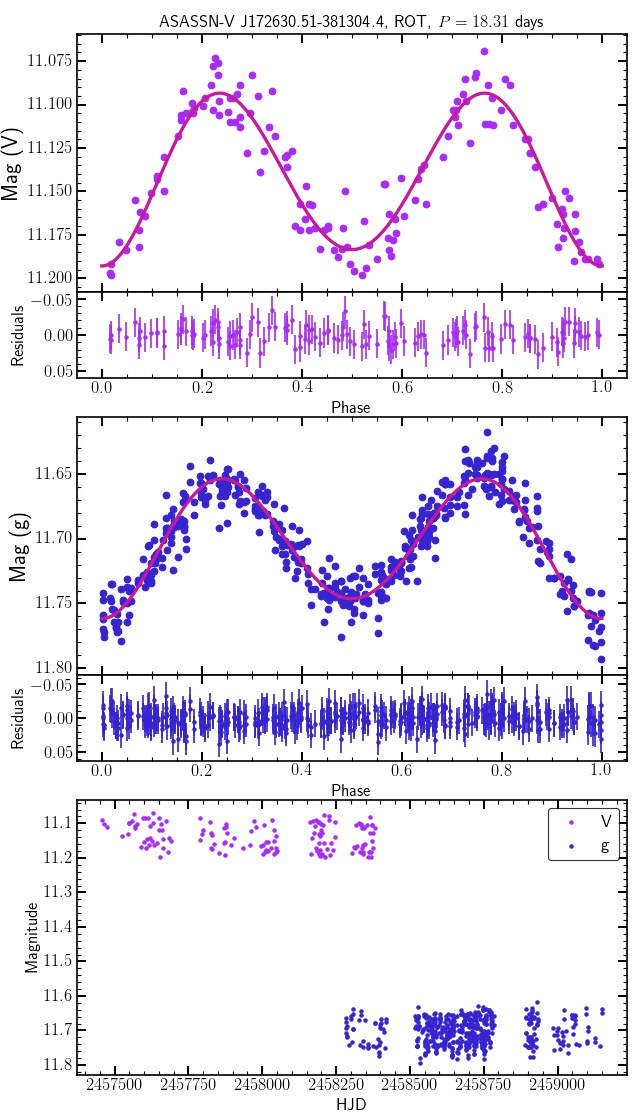 ASASSN-V J172630.51-381304.4, ROT, P = 18.31 days
Mag (V)
11.075
11.100
11.125
11.150
11.175
11.200
Residuals
−0.05
0.00
0.05
0.0 0.2 0.4 0.6 0.8 1.0
Phase
Mag (g)
11.65
11.70
11.75
11.80
Residuals
−0.05
0.00
0.05
0.0 0.2 0.4 0.6 0.8 1.0
Phase
Magnitude
11.1
11.2
11.3
11.4
11.5
11.6
11.7
11.8
V
g
2457500 2457750 2458000 2458250 2458500 2458750 2459000
HJD